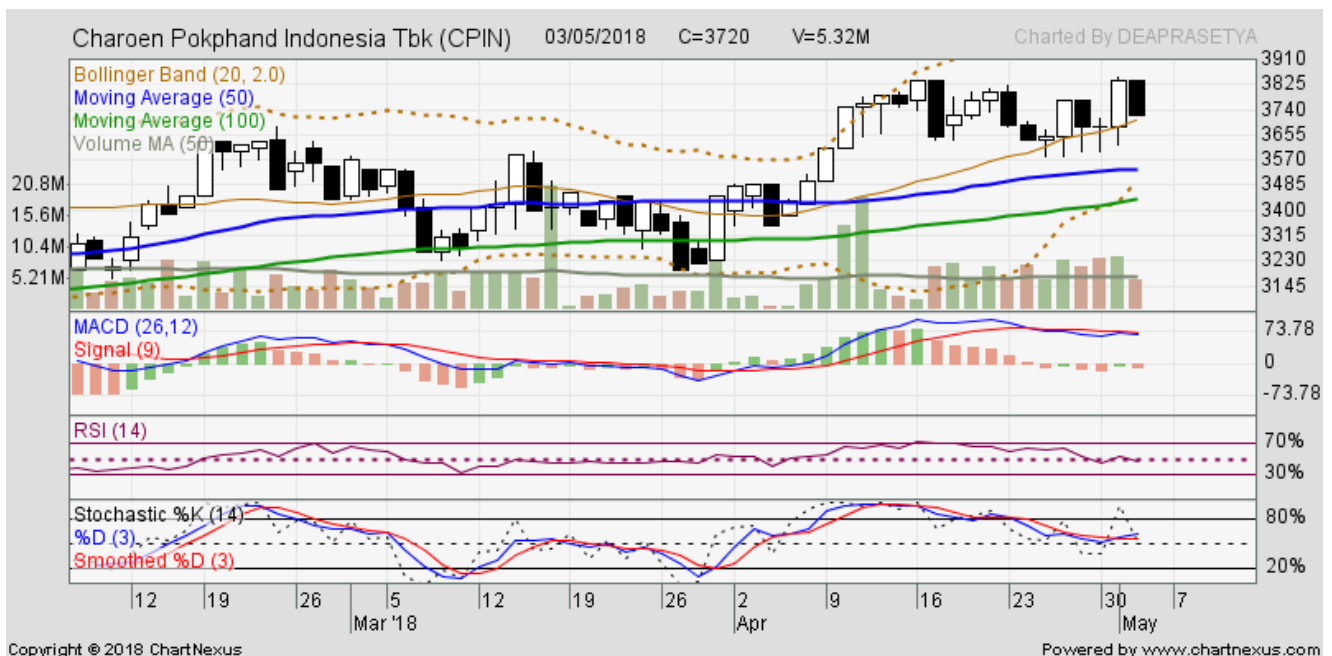 Charoen Pokphand Indonesia Tbk (CPIN) 03/05/2018 C=3720 V=5.32M Charted By DEAPRASETYA
Bollinger Band (20, 2.0)
Moving Average (50)
Moving Average (100)
Volume MA (50)
20.8M
15.6M
10.4M
5.21M
3910
3825
3740
3655
3570
3485
3400
3315
3230
3145
MACD (26,12)
Signal (9)
73.78
0
-73.78
RSI (14)
70%
30%
Stochastic %K (14)
%D (3)
Smoothed %D (3)
80%
20%
12 19 26 5 12 19 26 2 9 16 23 30 7
Mar '18 Apr May
Copyright © 2018 ChartNexus Powered by www.chartnexus.com